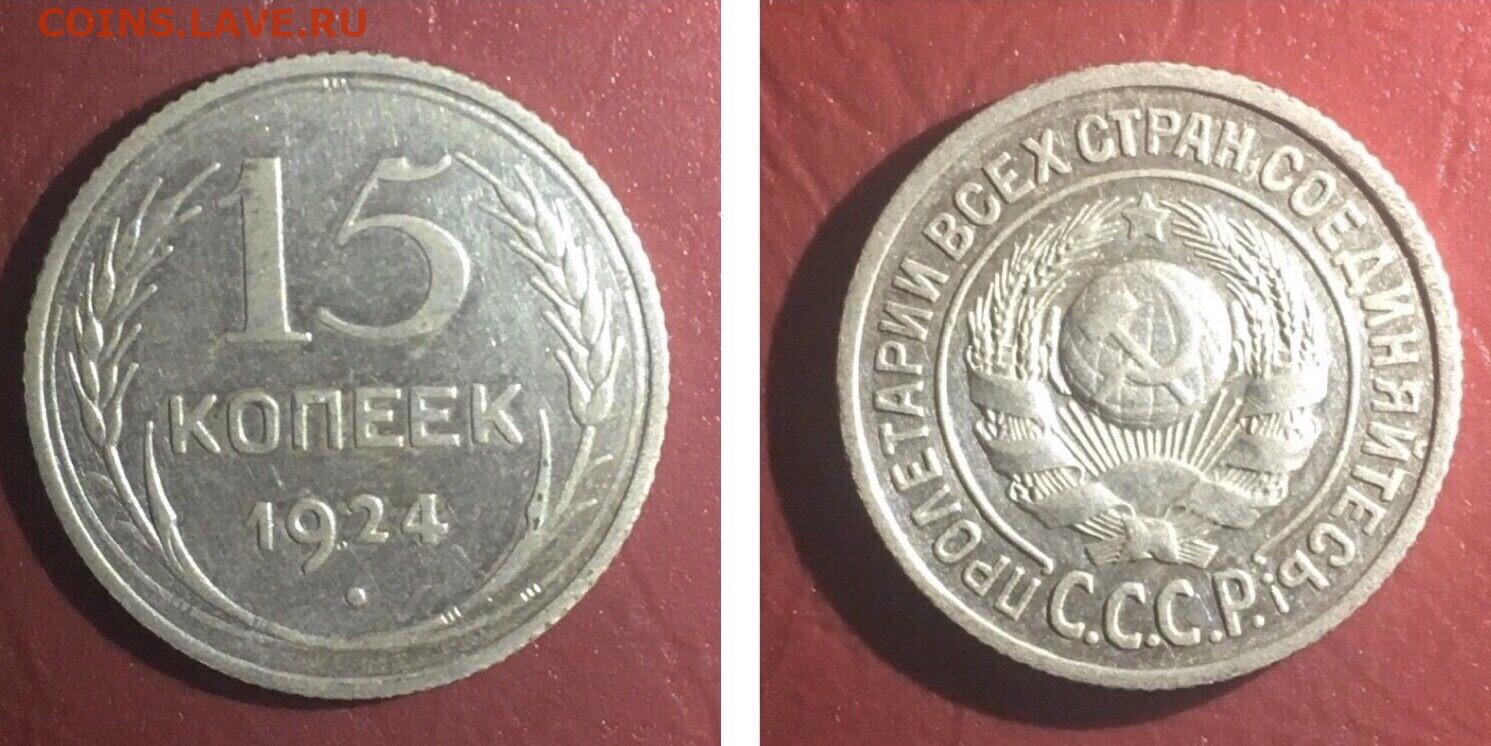 COINS.LAVE.RU
15
КОПЕЕК
1924
ПРОЛЕТАРИИ ВСЕХ СТРАН, СОЕДИНЯЙТЕСЬ!
С.С.С.Р.